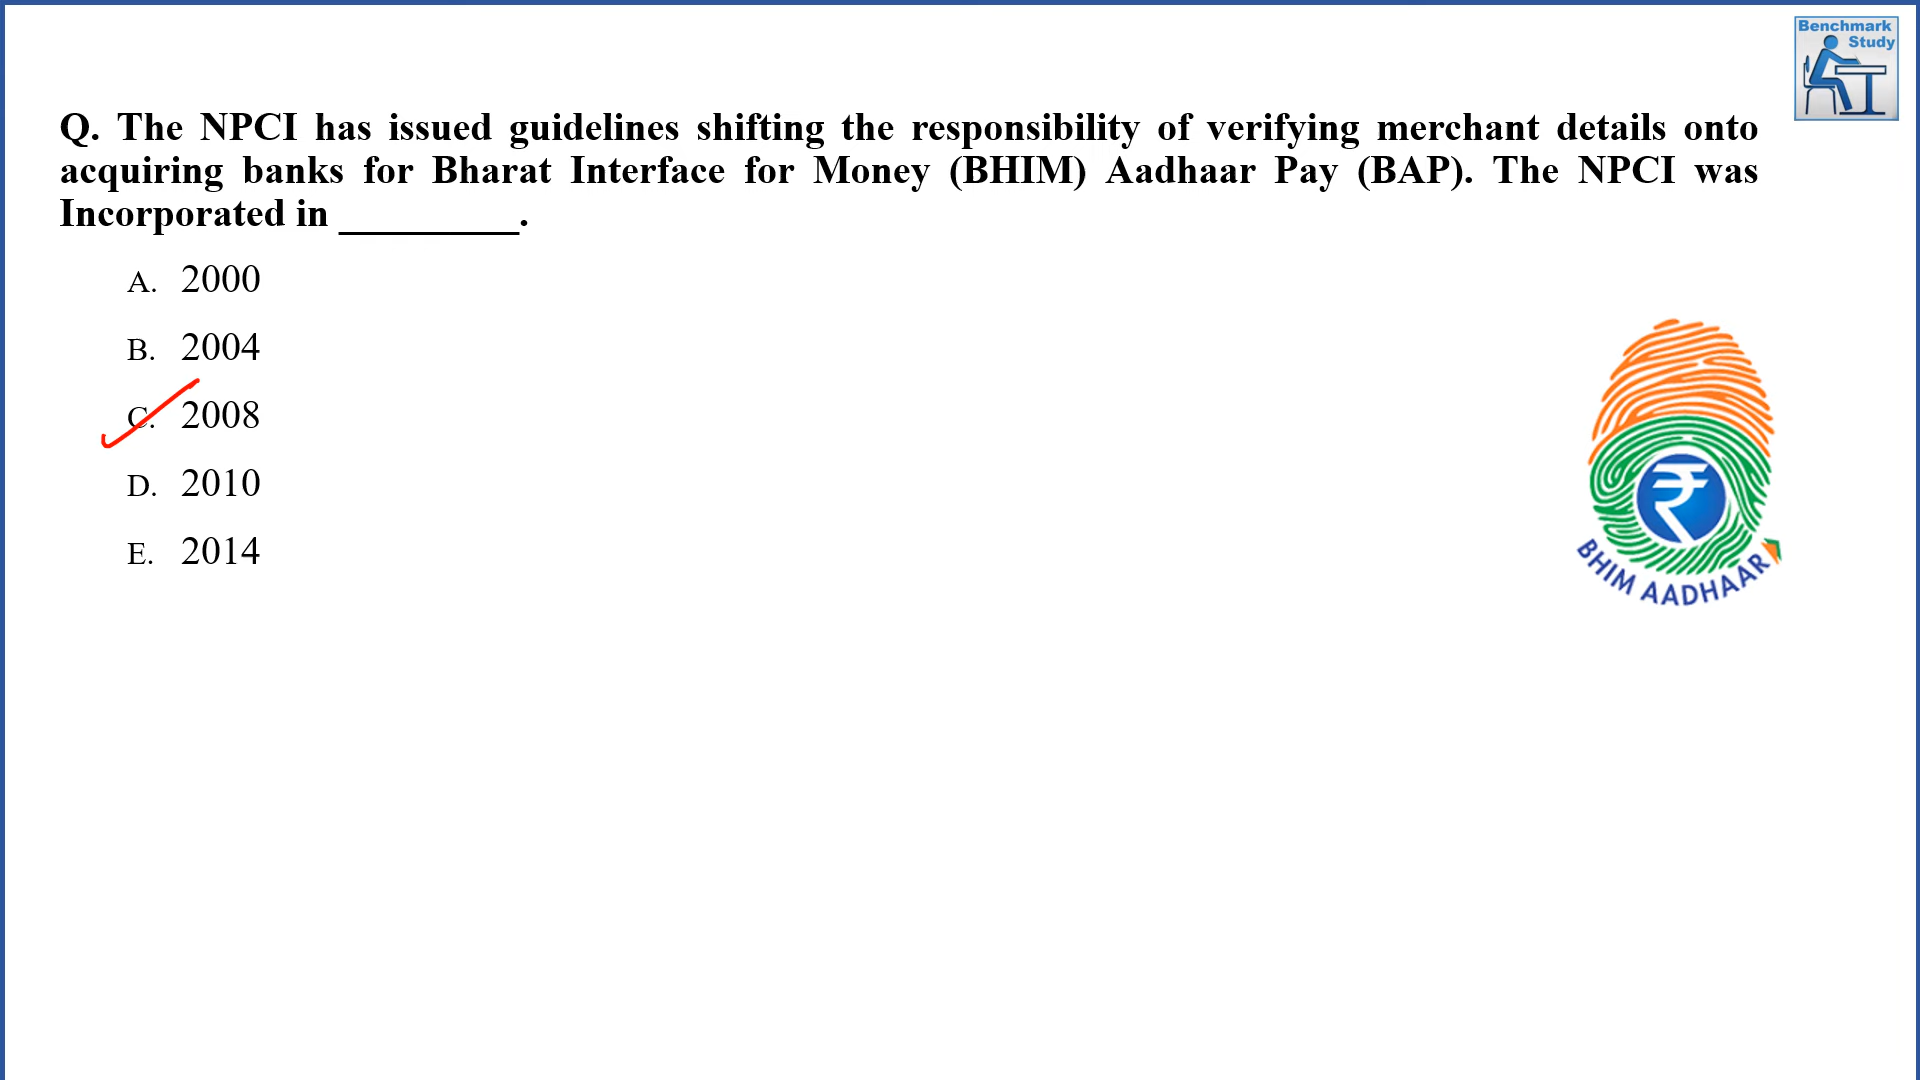 Benchmark
Study
Q. The NPCI has issued guidelines shifting the responsibility of verifying merchant details onto
acquiring banks for Bharat Interface for Money (BHIM) Aadhaar Pay (BAP). The NPCI was
Incorporated in _________.
A. 2000
B. 2004
C. 2008
D. 2010
E. 2014
BHIM AADHAAR